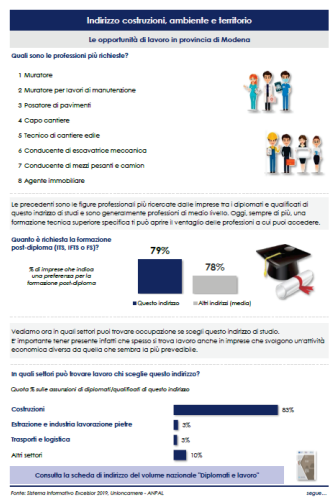 Indirizzo costruzioni, ambiente e territorio
Le opportunità di lavoro in provincia di Modena
Quali sono le professioni più richieste?
1 Muratore
2 Muratore per lavori di manutenzione
3 Posatore di pavimenti
4 Capo cantiere
5 Tecnico di cantiere edile
6 Conducente di escavatrice meccanica
7 Conducente di mezzi pesanti e camion
8 Agente immobiliare
Le precedenti sono le figure professionali più ricercate dalle imprese tra i diplomati e qualificati di
questo indirizzo di studi e sono generalmente professioni di medio livello. Oggi, sempre di più, una
formazione tecnica superiore specifica ti può aprire il ventaglio delle professioni a cui puoi accedere.
Quanto è richiesta la formazione
post-diploma (ITS, IFTS o FS)?
% di imprese che indica
una preferenza per la
formazione post-diploma
79%
78%
Questo indirizzo
Altri indirizzi (media)
Vediamo ora in quali settori puoi trovare occupazione se scegli questo indirizzo di studio.
E' importante tener presente infatti che spesso si trova lavoro anche in imprese che svolgono un'attività
economica diversa da quella che sembra la più prevedibile.
In quali settori può trovare lavoro chi sceglie questo indirizzo?
Quota % sulle assunzioni di diplomati/qualificati di questo indirizzo
Costruzioni
83%
Estrazione e industria lavorazione pietre
3%
Trasporti e logistica
3%
Altri settori
10%
Consulta la scheda di indirizzo del volume nazionale "Diplomati e lavoro"
Fonte: Sistema Informativo Excelsior 2019, Unioncamere - ANPAL
segue...